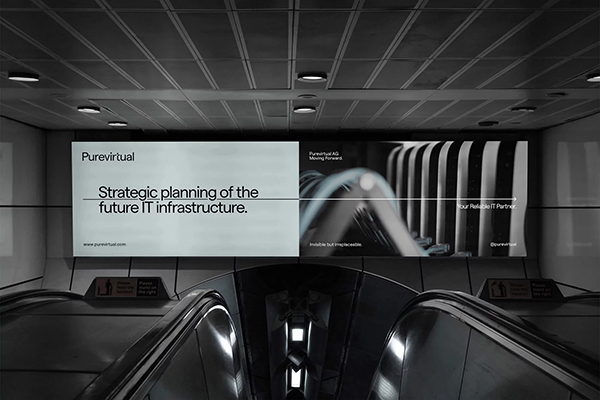 Purevirtual
Strategic planning of the
future IT infrastructure.
www.purevirtual.com
Purevirtual AG
Moving Forward.
Your Reliable IT Partner.
Invisible but irreplaceable.
@purevirtual